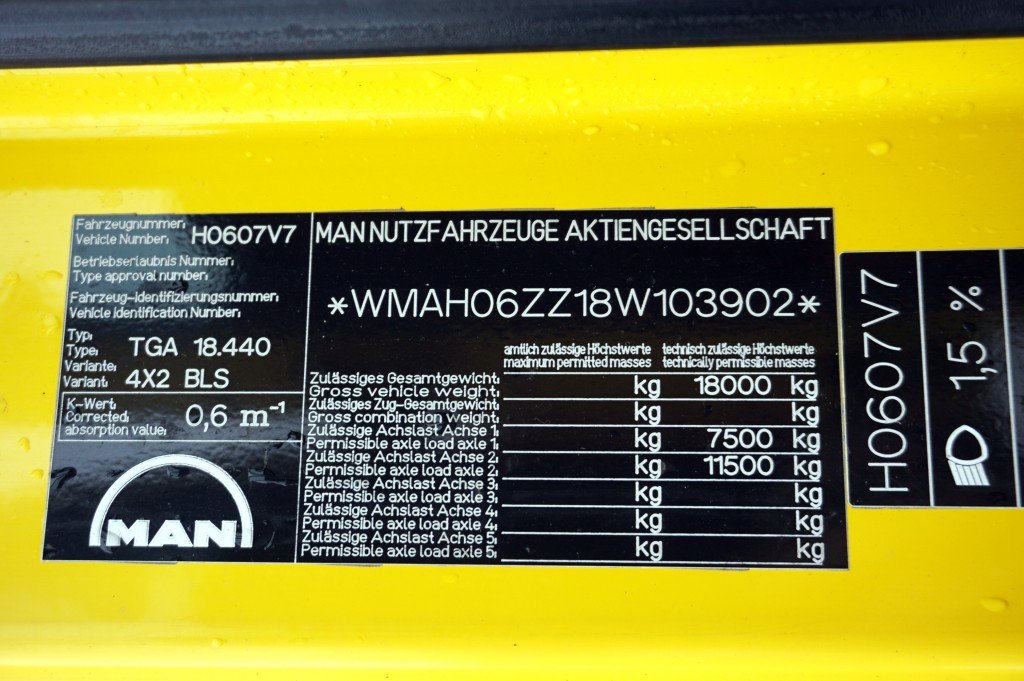 Fahrzeugnummer:
Vehicle Number: H0607V7
Betriebserlaubnis Nummer:
Type approval number:
Fahrzeug-Identifizierungsnummer:
Vehicle Identification Number:
Typ:
Type: TGA 18.440
Variante:
Variant: 4X2 BLS
K-Wert:
Corrected
absorption value: 0,6 m⁻¹
MAN
MAN NUTZFAHRZEUGE AKTIENGESELLSCHAFT
*WMAH06ZZ18W103902*
amtlich zulässige Höchstwerte technisch zulässige Höchstwerte
maximum permitted masses technically permissible masses
Zulässiges Gesamtgewicht:
Gross vehicle weight: kg 18000 kg
Zulässiges Zug-Gesamtgewicht:
Gross combination weight: kg kg
Zulässige Achslast Achse 1:
Permissible axle load axle 1: kg 7500 kg
Zulässige Achslast Achse 2:
Permissible axle load axle 2: kg 11500 kg
Zulässige Achslast Achse 3:
Permissible axle load axle 3: kg kg
Zulässige Achslast Achse 4:
Permissible axle load axle 4: kg kg
Zulässige Achslast Achse 5:
Permissible axle load axle 5: kg kg
H0607V7
1,5 %